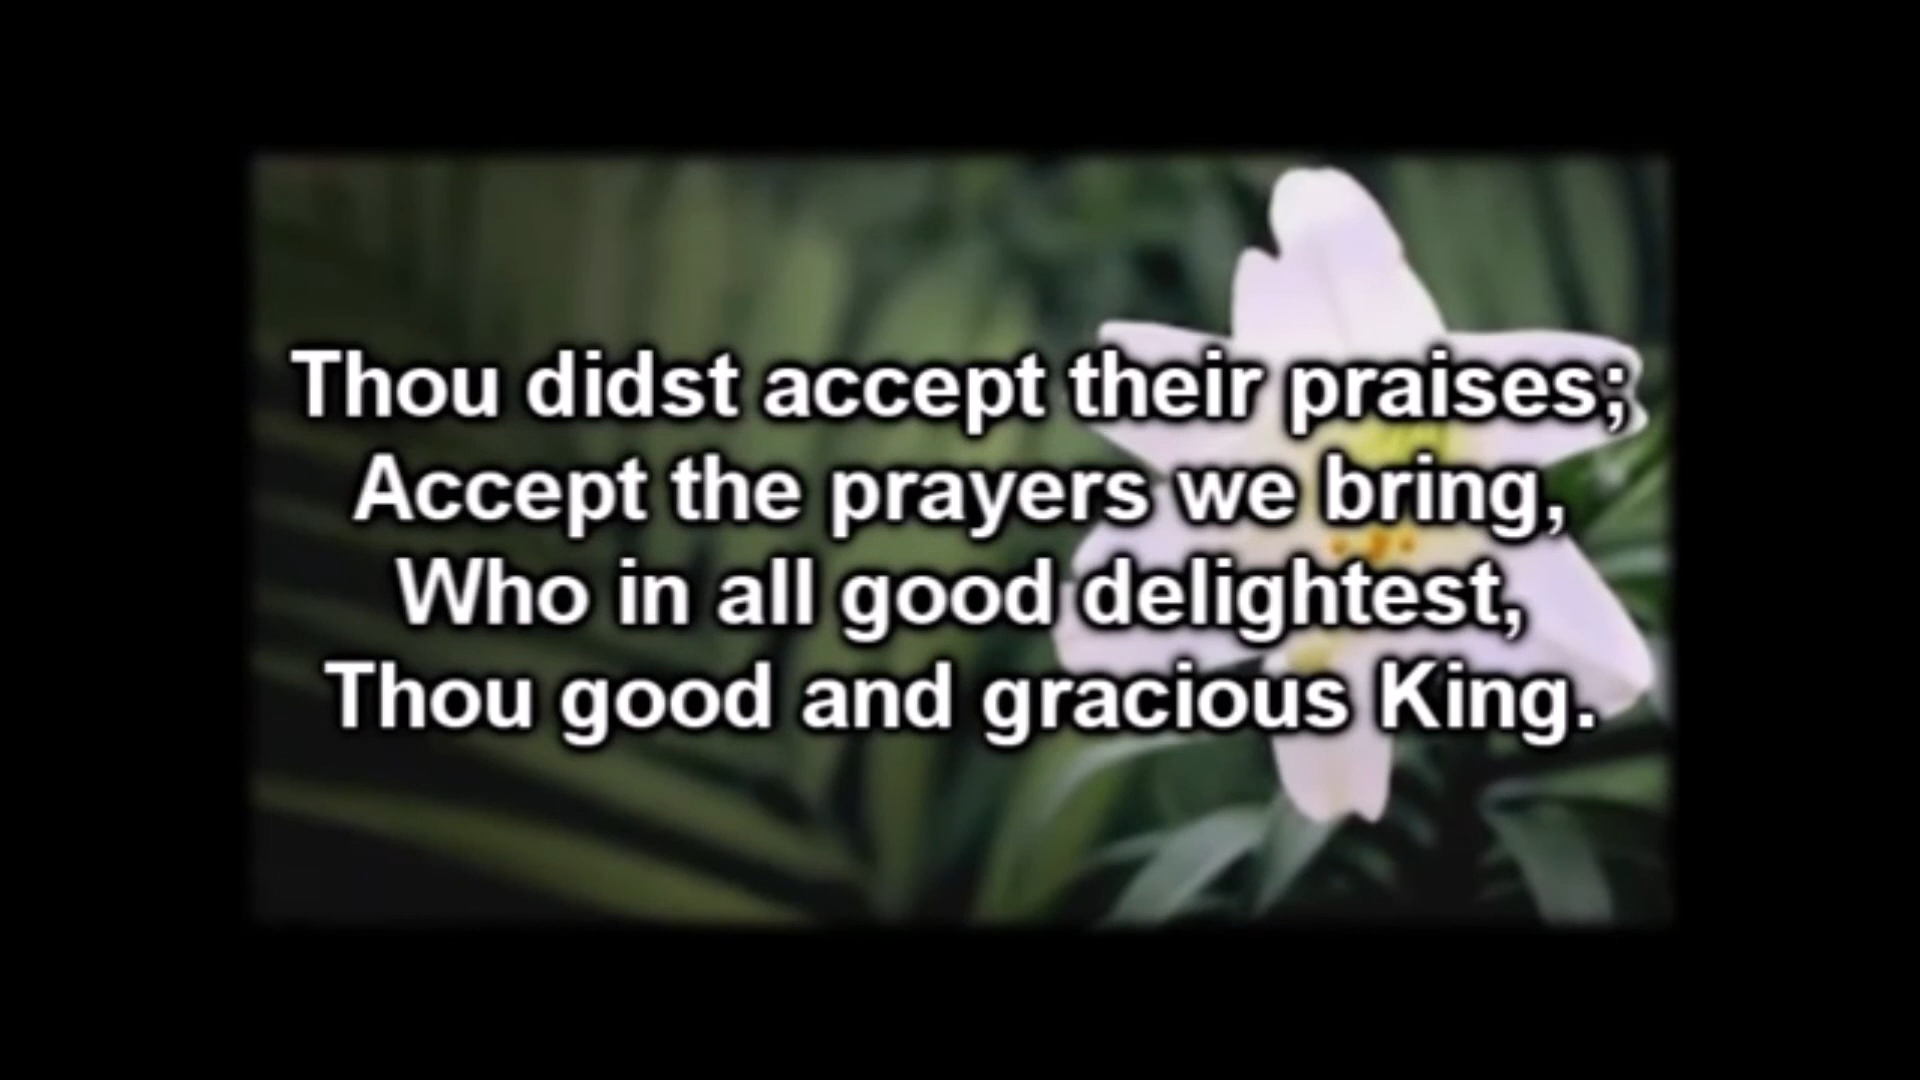 Thou didst accept their praises;
Accept the prayers we bring,
Who in all good delightest,
Thou good and gracious King.